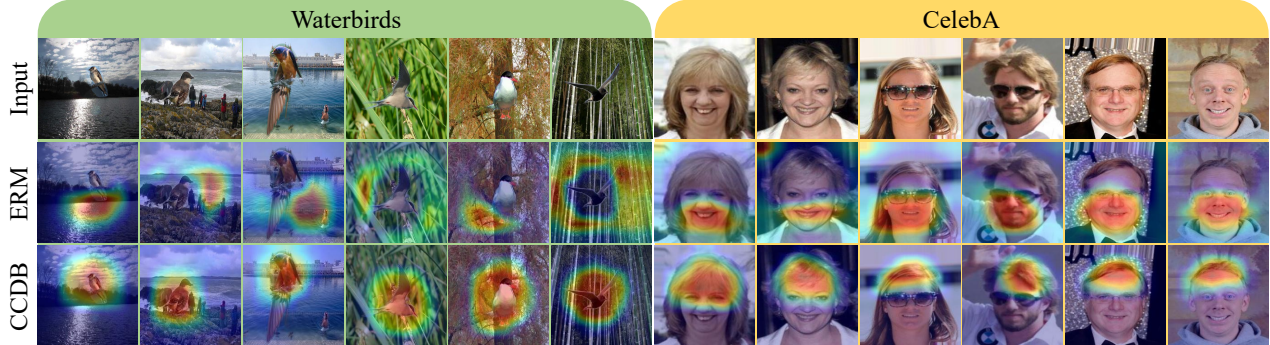 Waterbirds
CelebA
Input
ERM
CCDB